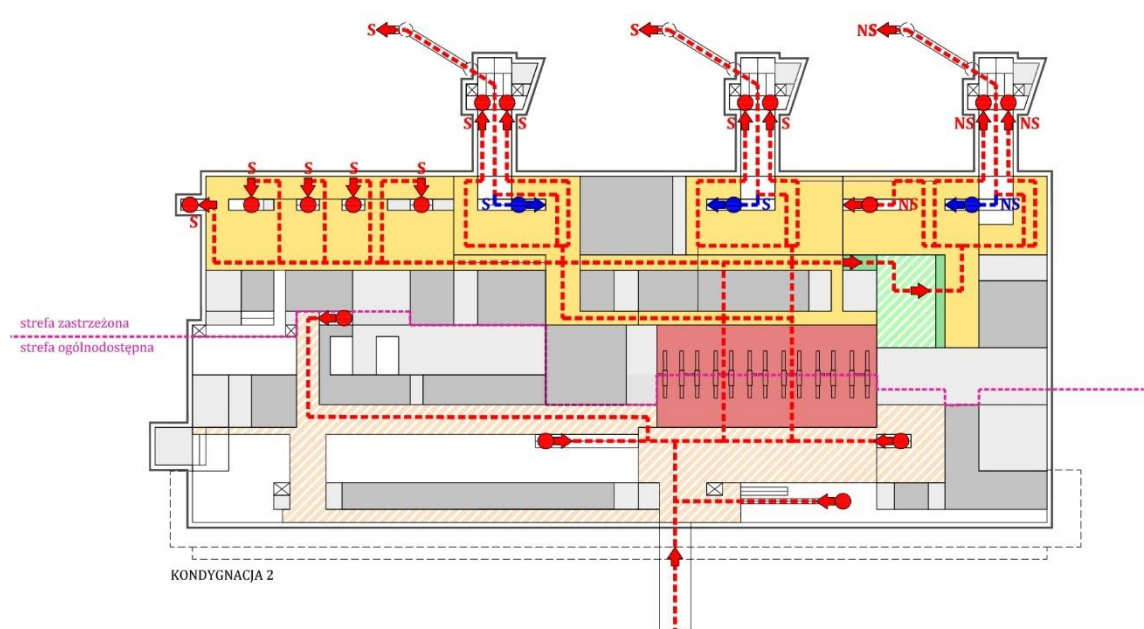 S S NS
S S S S NS NS
S S S S
S S S NS NS
S
strefa zastrzeżona
strefa ogólnodostępna
KONDYGNACJA 2